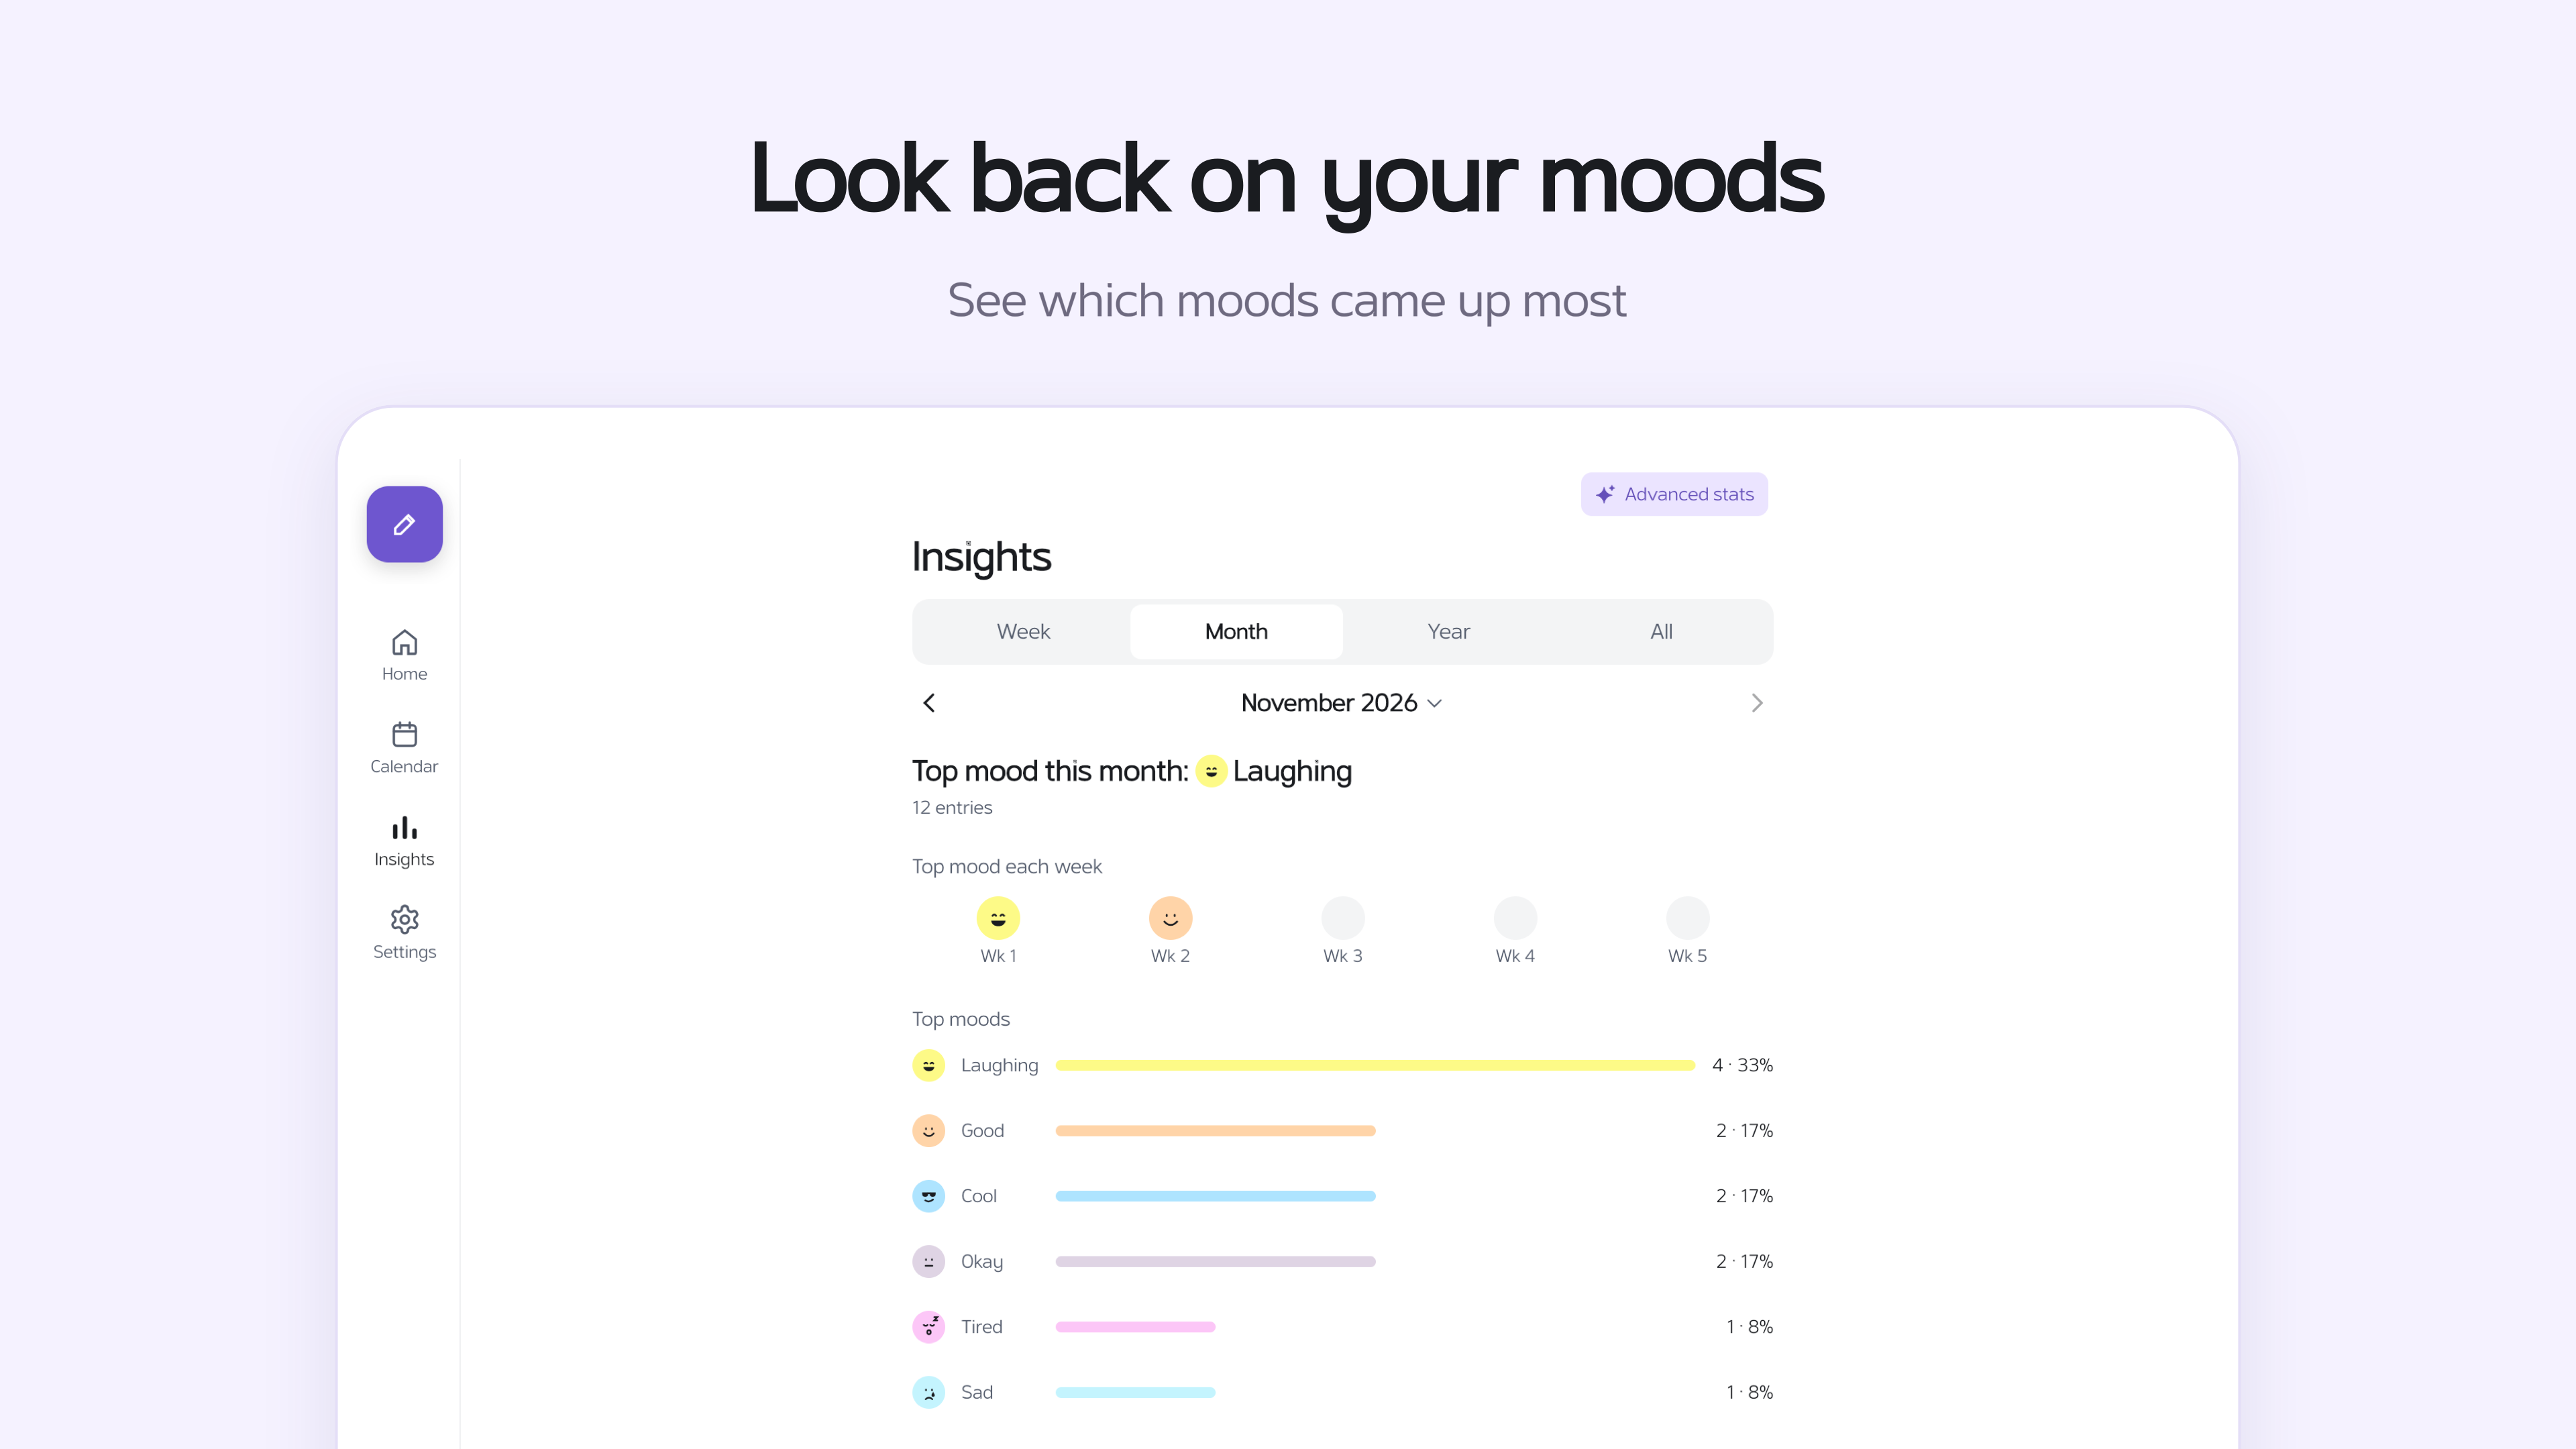 Look back on your moods
See which moods came up most
Advanced stats
Insights
Week
Month
Year
All
November 2026
Top mood this month: Laughing
12 entries
Top mood each week
Wk 1
Wk 2
Wk 3
Wk 4
Wk 5
Top moods
Laughing 4 · 33%
Good 2 · 17%
Cool 2 · 17%
Okay 2 · 17%
Tired 1 · 8%
Sad 1 · 8%
Home
Calendar
Insights
Settings